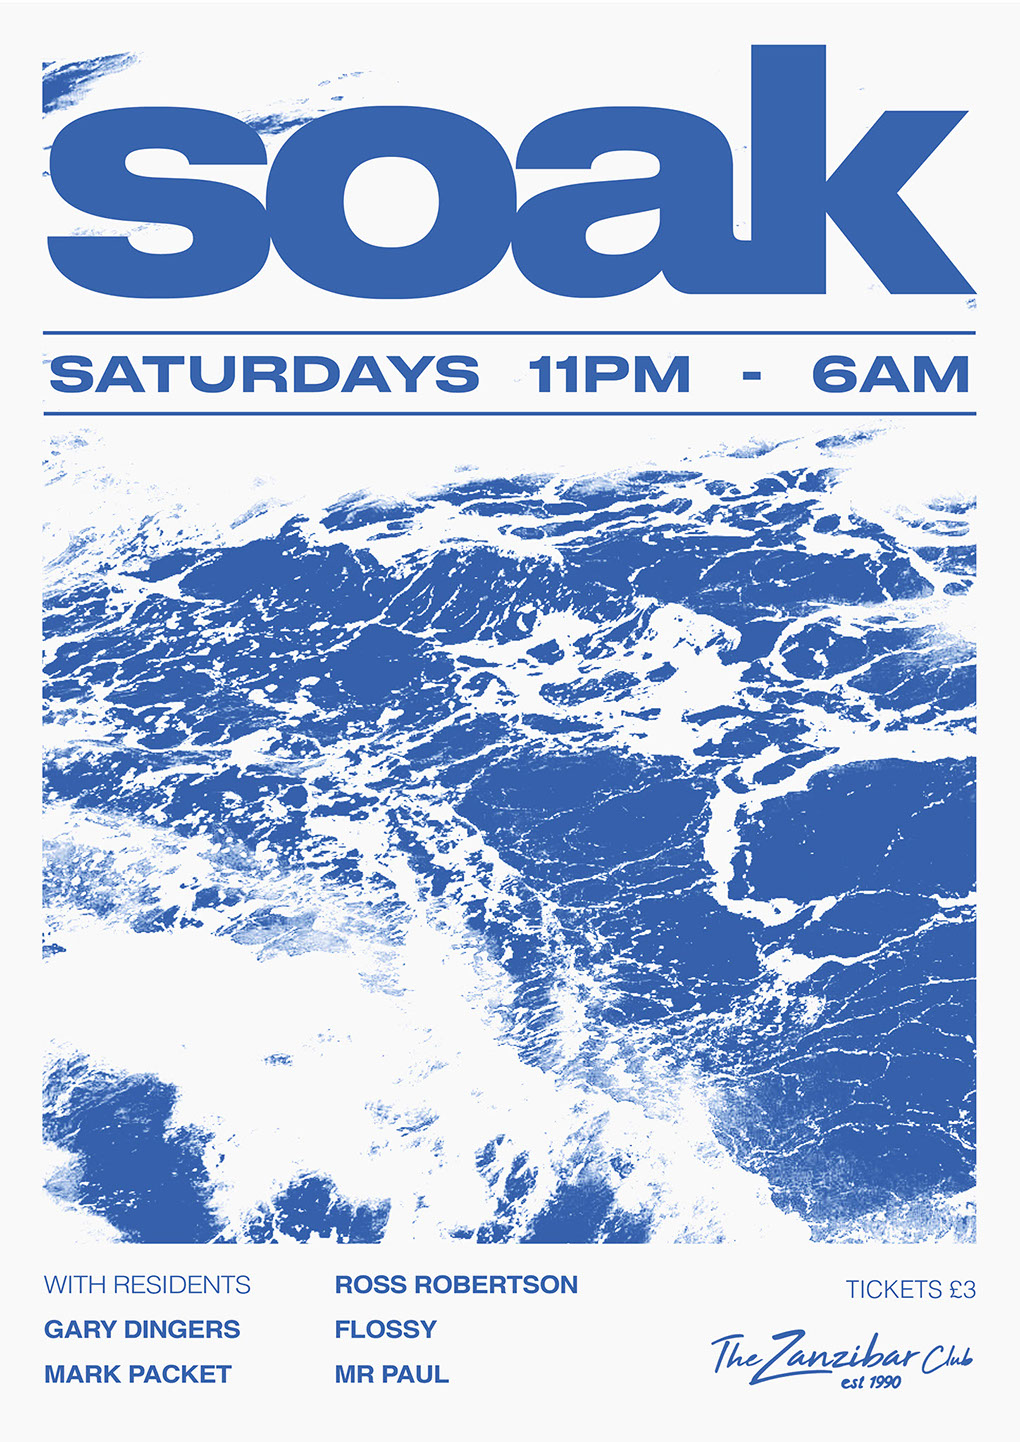 soak
SATURDAYS 11PM - 6AM
WITH RESIDENTS
GARY DINGERS
MARK PACKET
ROSS ROBERTSON
FLOSSY
MR PAUL
TICKETS £3
The Zanzibar Club
est 1990